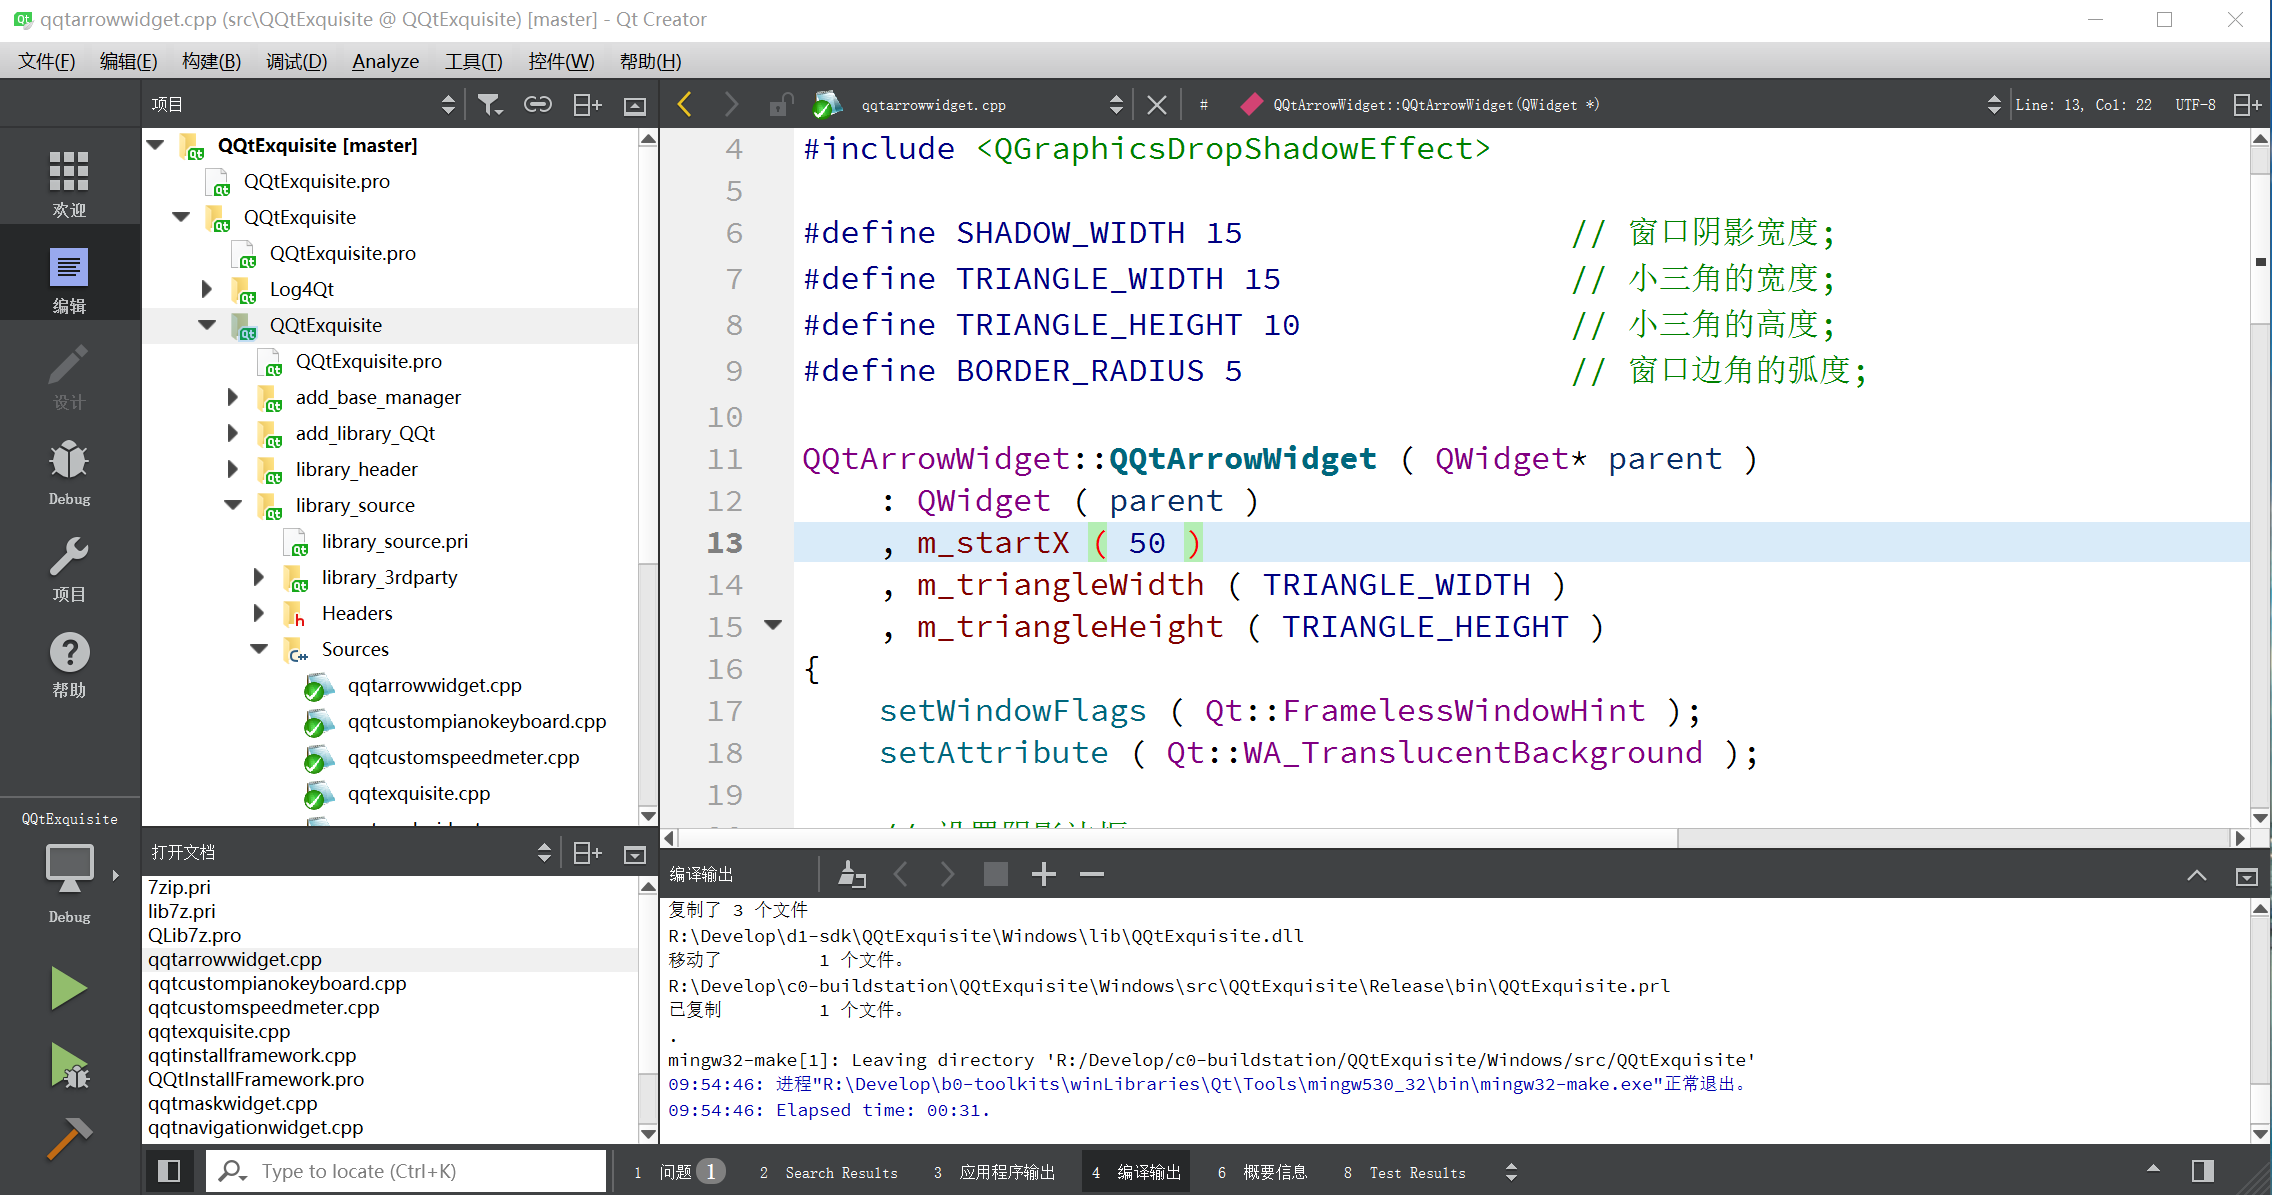 qqtarrowwidget.cpp (src\QQtExquisite @ QQtExquisite) [master] - Qt Creator
文件(F) 编辑(E) 构建(B) 调试(D) Analyze 工具(T) 控件(W) 帮助(H)
项目
qqtarrowwidget.cpp
#
QQtArrowWidget::QQtArrowWidget(QWidget *)
Line: 13, Col: 22
UTF-8
欢迎
编辑
设计
Debug
项目
帮助
QQtExquisite
Debug
QQtExquisite [master]
QQtExquisite.pro
QQtExquisite
QQtExquisite.pro
Log4Qt
QQtExquisite
QQtExquisite.pro
add_base_manager
add_library_QQt
library_header
library_source
library_source.pri
library_3rdparty
Headers
Sources
qqtarrowwidget.cpp
qqtcustompianokeyboard.cpp
qqtcustomspeedmeter.cpp
qqtexquisite.cpp
打开文档
7zip.pri
lib7z.pri
QLib7z.pro
qqtarrowwidget.cpp
qqtcustompianokeyboard.cpp
qqtcustomspeedmeter.cpp
qqtexquisite.cpp
qqtinstallframework.cpp
QQtInstallFramework.pro
qqtmaskwidget.cpp
qqtnavigationwidget.cpp
4 #include <QGraphicsDropShadowEffect>
5
6 #define SHADOW_WIDTH 15 // 窗口阴影宽度;
7 #define TRIANGLE_WIDTH 15 // 小三角的宽度;
8 #define TRIANGLE_HEIGHT 10 // 小三角的高度;
9 #define BORDER_RADIUS 5 // 窗口边角的弧度;
10
11 QQtArrowWidget::QQtArrowWidget ( QWidget* parent )
12 : QWidget ( parent )
13 , m_startX ( 50 )
14 , m_triangleWidth ( TRIANGLE_WIDTH )
15 , m_triangleHeight ( TRIANGLE_HEIGHT )
16 {
17 setWindowFlags ( Qt::FramelessWindowHint );
18 setAttribute ( Qt::WA_TranslucentBackground );
19
编译输出
复制了 3 个文件
R:\Develop\d1-sdk\QQtExquisite\Windows\lib\QQtExquisite.dll
移动了 1 个文件。
R:\Develop\c0-buildstation\QQtExquisite\Windows\src\QQtExquisite\Release\bin\QQtExquisite.prl
已复制 1 个文件。
.
mingw32-make[1]: Leaving directory 'R:/Develop/c0-buildstation/QQtExquisite/Windows/src/QQtExquisite'
09:54:46: 进程"R:\Develop\b0-toolkits\winLibraries\Qt\Tools\mingw530_32\bin\mingw32-make.exe"正常退出。
09:54:46: Elapsed time: 00:31.
Type to locate (Ctrl+K)
1 问题 1 2 Search Results 3 应用程序输出 4 编译输出 6 概要信息 8 Test Results